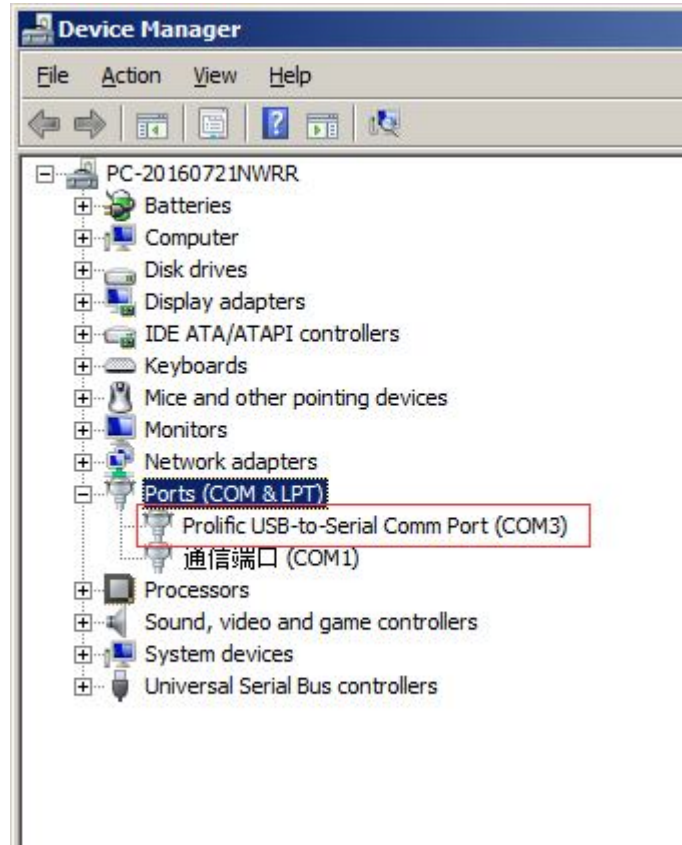 Device Manager
File Action View Help
PC-20160721NWRR
Batteries
Computer
Disk drives
Display adapters
IDE ATA/ATAPI controllers
Keyboards
Mice and other pointing devices
Monitors
Network adapters
Ports (COM & LPT)
Prolific USB-to-Serial Comm Port (COM3)
通信端口 (COM1)
Processors
Sound, video and game controllers
System devices
Universal Serial Bus controllers